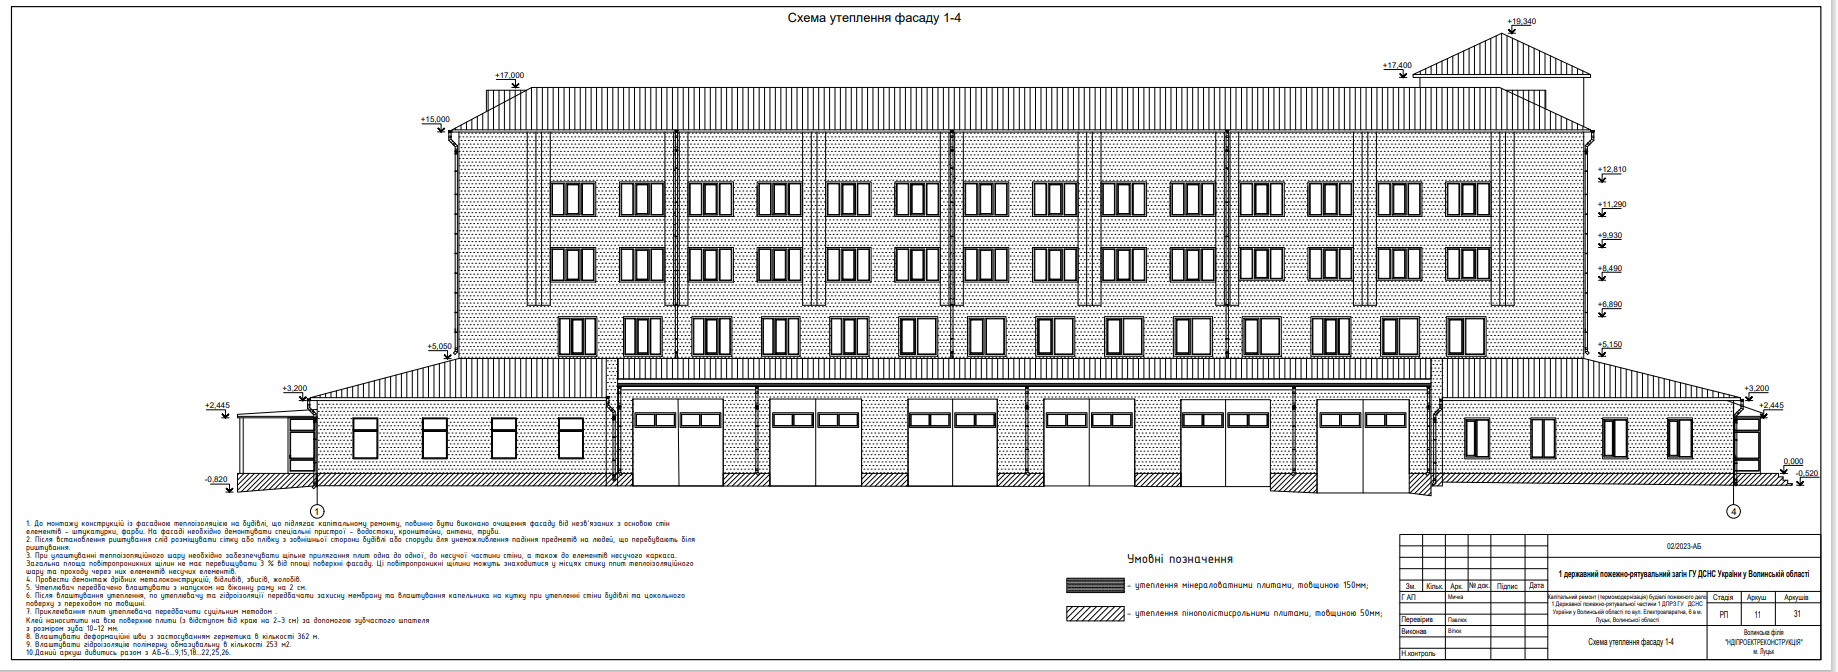 Схема утеплення фасаду 1-4
+19,340
+17,400
+17,000
+15,000
+12,810
+11,290
+9,930
+8,490
+6,890
+5,150
+5,050
+3,200
+2,445
-0,820
+3,200
+2,445
0,000
-0,520
1
4
1. До монтажу конструкцій із фасадною теплоізоляцією на будівлі, що підлягає капітальному ремонту, повинно бути виконано очищення фасаду від незв'язаних з основою стін
елементів - штукатурки, фарби. На фасаді необхідно демонтувати спеціальні пристрої - водостоки, кронштейни, антени, труби.
2. Після встановлення риштування слід розміщувати сітку або плівку з зовнішньої сторони будівлі або споруди для унеможливлення падіння предметів на людей, що перебувають біля
риштування.
3. При улаштуванні теплоізоляційного шару необхідно забезпечувати щільне прилягання плит одна до одної, до несучої частини стіни, а також до елементів несучого каркаса.
Загальна площа повітропроникних щілин не має перевищувати 3 % від площі поверхні фасаду. Ці повітропроникні щілини можуть знаходитися у місцях стику плит теплоізоляційного
шару та проходу через них елементів несучих елементів.
4. Провести демонтаж дрібних металоконструкцій, відливів, звисів, жолобів.
5. Утеплювач передбачено влаштувати з напуском на віконну раму на 2 см.
6. Після влаштування утеплення, по утеплювачу та гідроізоляції передбачати захисну мембрану та влаштування капельника на кутку при утепленні стіни будівлі та цокольного
поверху з переходом по товщині.
7. Приклеювання плит утеплювача передбачити суцільним методом .
Клей наносити на всю поверхню плити (з відступом від краю на 2-3 см) за допомогою зубчастого шпателя
з розміром зуба 10-12 мм.
8. Влаштувати деформаційні шви з застосуванням герметика в кількості 362 м.
9. Влаштувати гідроізоляцію полімерну обмазувальну в кількості 253 м2.
10.Даний аркуш дивитись разом з АБ-6...9,15,18...22,25,26.
Умовні позначення
- утеплення мінераловатними плитами, товщиною 150мм;
- утеплення пінополістирольними плитами, товщиною 50мм;
02/2023-АБ
1 державний пожежно-рятувальний загін ГУ ДСНС України у Волинській області
Зм. Кільк Арк. № док. Підпис Дата
Г АП Мичка
Капітальний ремонт (термомодернізація) будівлі пожежного депо
1 Державної пожежно-рятувальної частини 1 ДПРЗ ГУ ДСНС
України у Волинській області по вул. Електроапаратна, 6 в м.
Луцьк, Волинської області
Стадія Аркуш Аркушів
РП 11 31
Перевірив Павлюк
Виконав
Н.контроль
Схема утеплення фасаду 1-4
Волинська філія
"НДІПРОЕКТРЕКОНСТРУКЦІЯ"
м. Луцьк